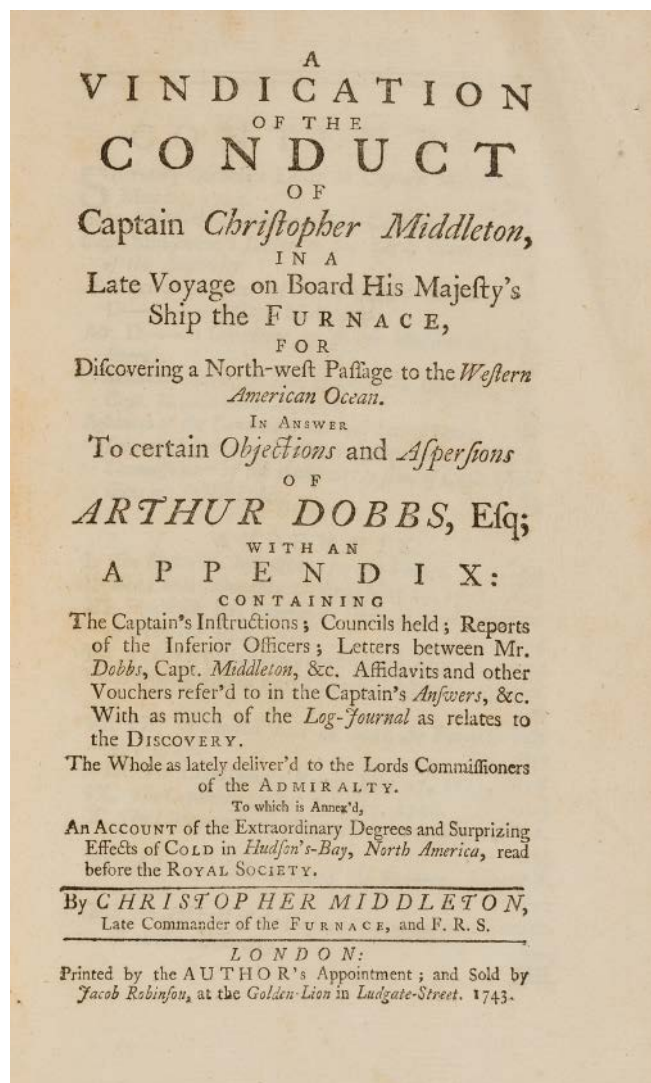 A
VINDICATION
OF THE
CONDUCT
OF
Captain Chriſtopher Middleton,
IN A
Late Voyage on Board His Majeſty's
Ship the FURNACE,
FOR
Diſcovering a North-weſt Paſſage to the Weſtern
American Ocean.
IN ANSWER
To certain Objections and Aſperſions
OF
ARTHUR DOBBS, Eſq;
WITH AN
APPENDIX:
CONTAINING
The Captain's Inſtructions; Councils held; Reports
of the Inferior Officers; Letters between Mr.
Dobbs, Capt. Middleton, &c. Affidavits and other
Vouchers refer'd to in the Captain's Anſwers, &c.
With as much of the Log-Journal as relates to
the DISCOVERY.
The Whole as lately deliver'd to the Lords Commiſſioners
of the ADMIRALTY.
To which is Annex'd,
An ACCOUNT of the Extraordinary Degrees and Surprizing
Effects of COLD in Hudſon's-Bay, North America, read
before the ROYAL SOCIETY.
By CHRISTOPHER MIDDLETON,
Late Commander of the FURNACE, and F. R. S.
LONDON:
Printed by the AUTHOR's Appointment; and Sold by
Jacob Robinſon, at the Golden-Lion in Ludgate-Street. 1743.